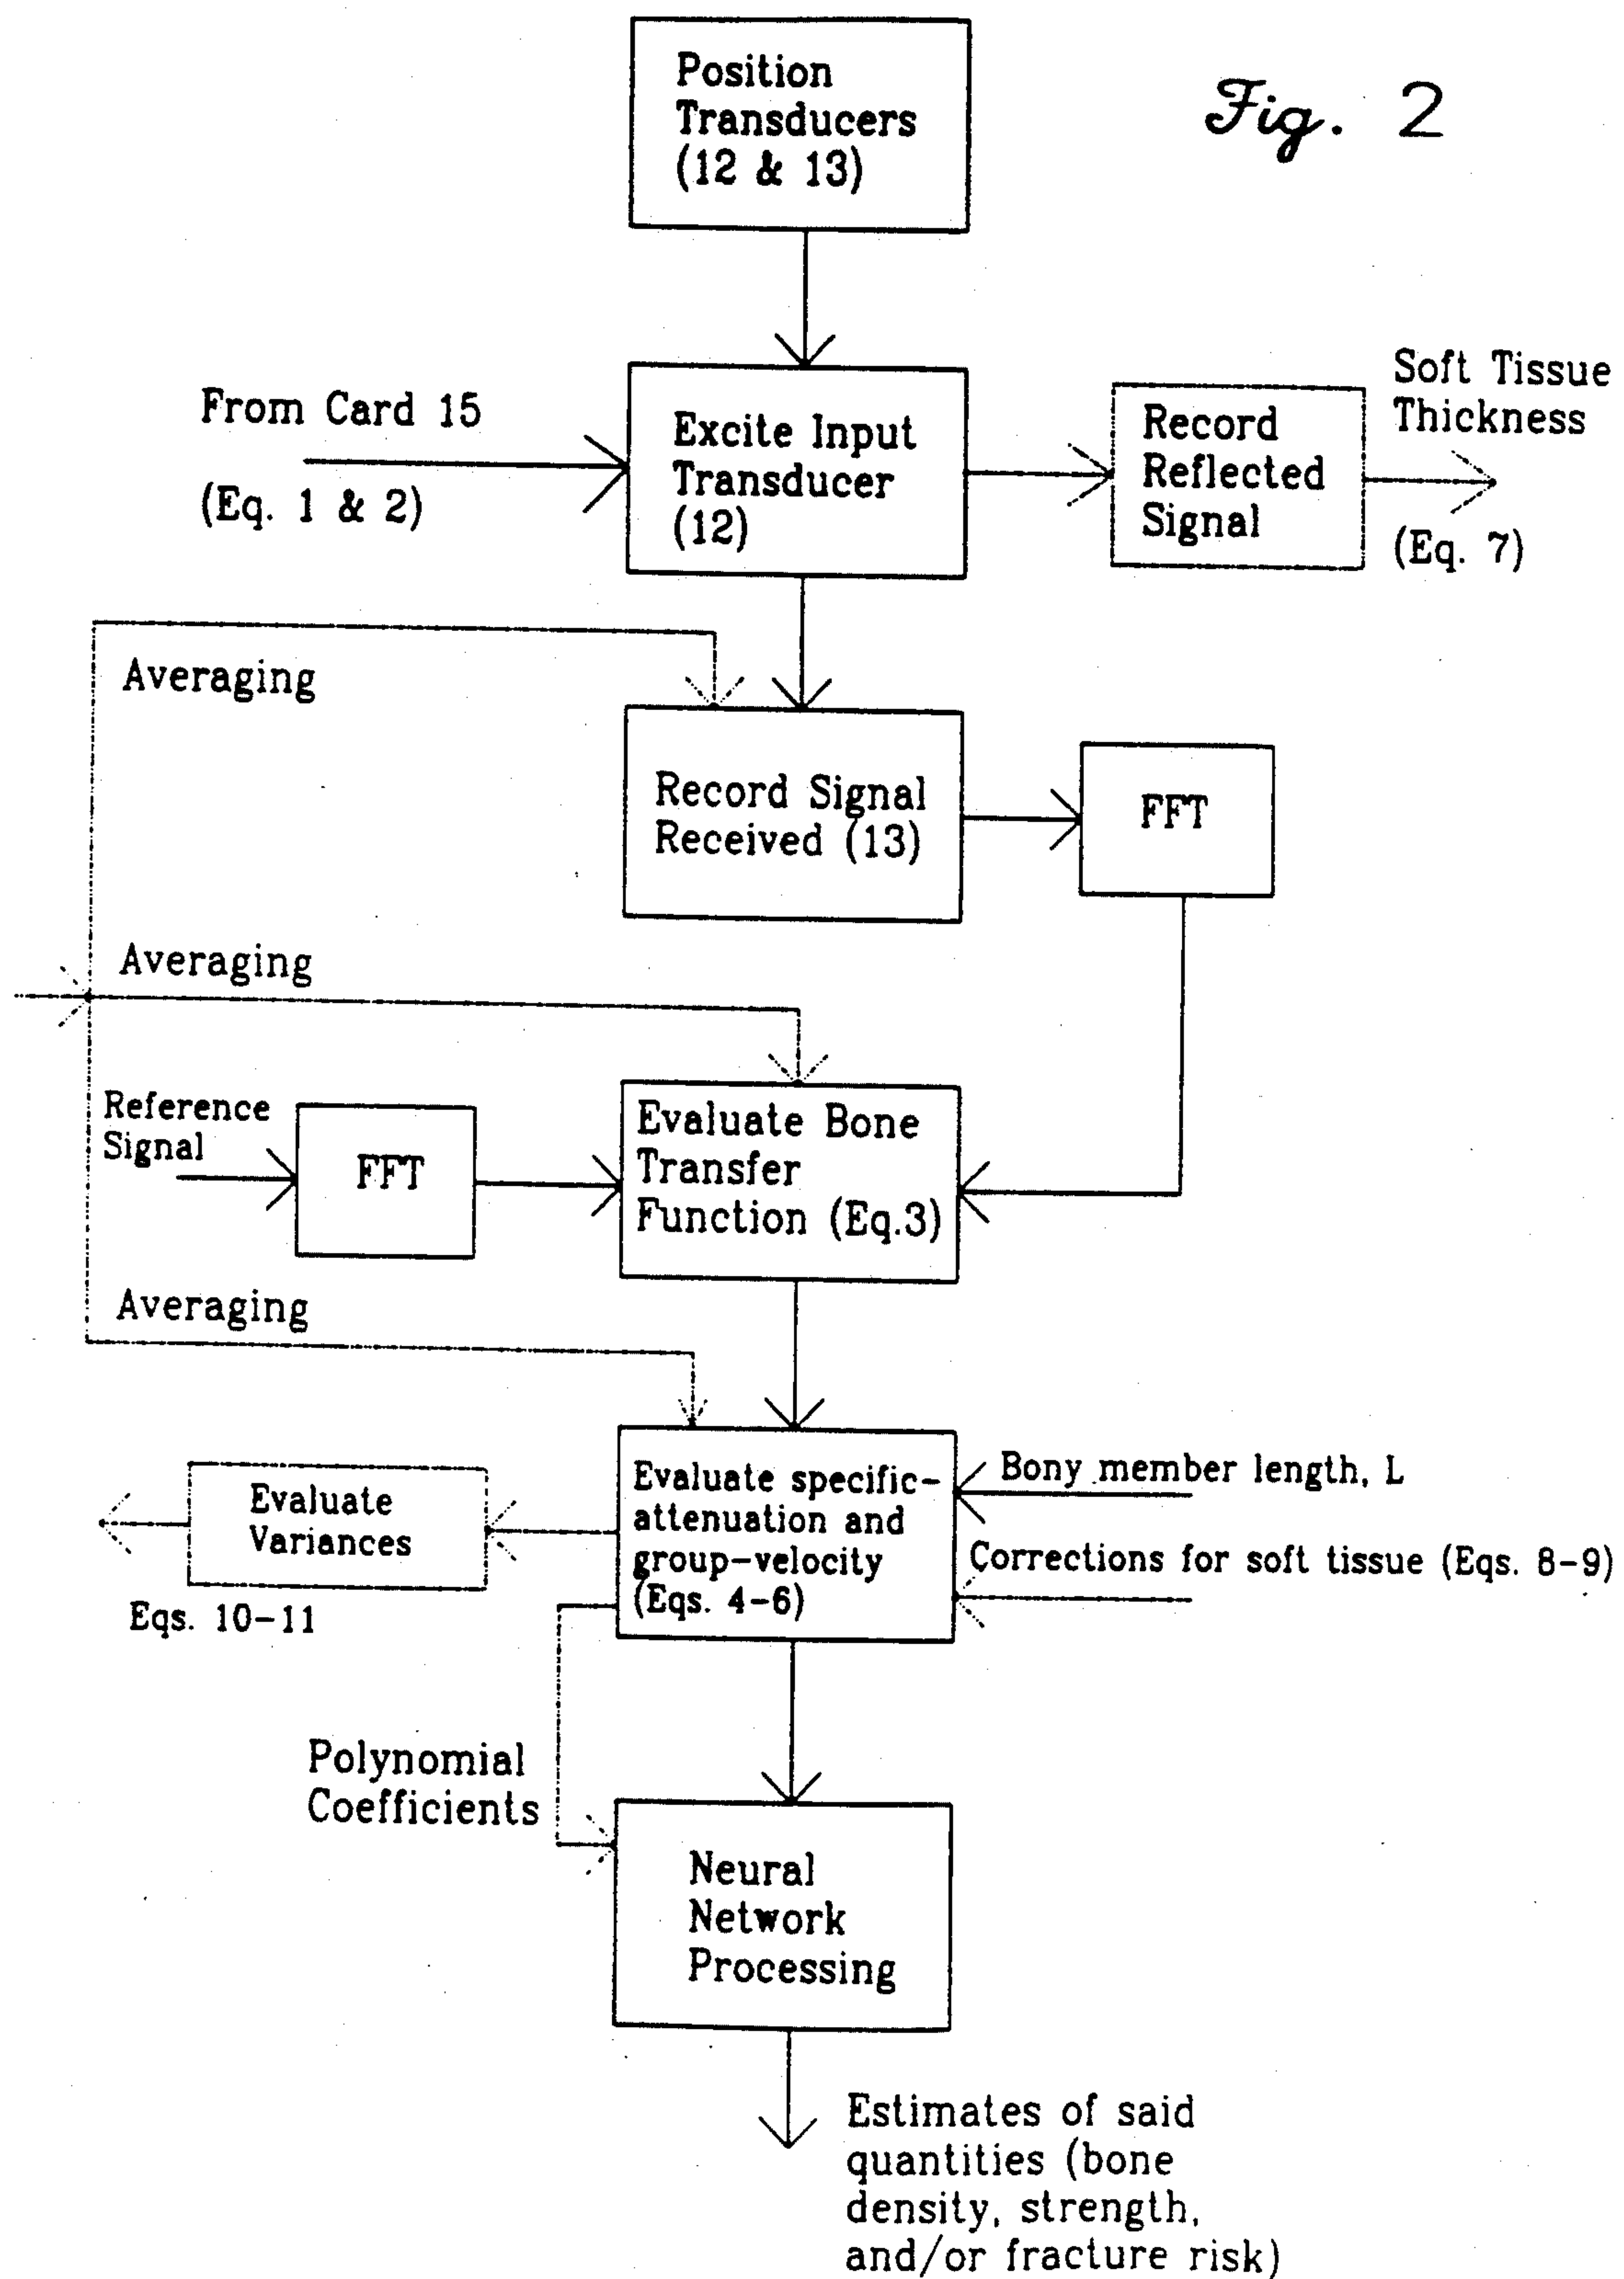 Position
Transducers
(12 & 13)
Fig. 2
From Card 15
(Eq. 1 & 2)
Excite Input
Transducer
(12)
Record
Reflected
Signal
Soft Tissue
Thickness
(Eq. 7)
Averaging
Record Signal
Received (13)
FFT
Averaging
Reference
Signal
FFT
Evaluate Bone
Transfer
Function (Eq.3)
Averaging
Evaluate
Variances
Eqs. 10-11
Evaluate specific-
attenuation and
group-velocity
(Eqs. 4-6)
Bony member length, L
Corrections for soft tissue (Eqs. 8-9)
Polynomial
Coefficients
Neural
Network
Processing
Estimates of said
quantities (bone
density, strength,
and/or fracture risk)